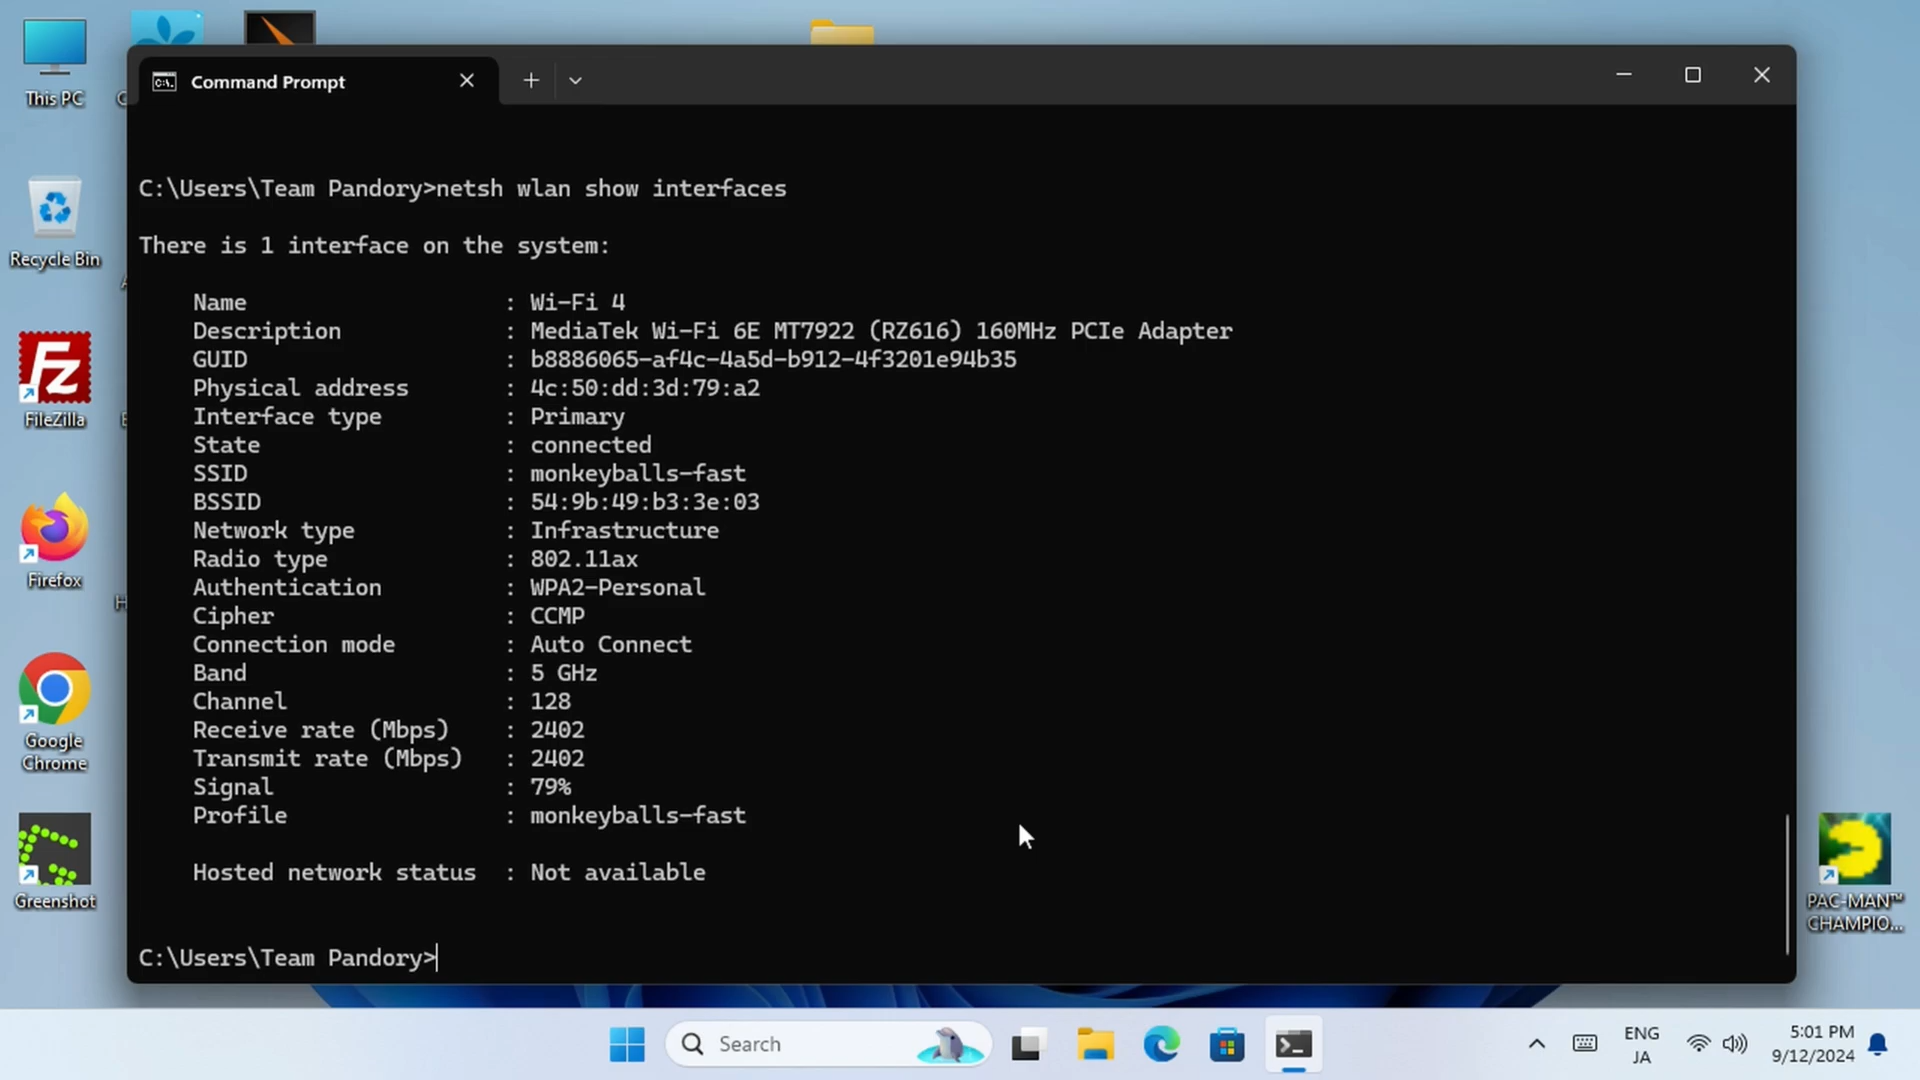 This PC
Recycle Bin
FileZilla
Firefox
Google
Chrome
Greenshot
Command Prompt
C:\Users\Team Pandory>netsh wlan show interfaces
There is 1 interface on the system:
Name : Wi-Fi 4
Description : MediaTek Wi-Fi 6E MT7922 (RZ616) 160MHz PCIe Adapter
GUID : b8886065-af4c-4a5d-b912-4f3201e94b35
Physical address : 4c:50:dd:3d:79:a2
Interface type : Primary
State : connected
SSID : monkeyballs-fast
BSSID : 54:9b:49:b3:3e:03
Network type : Infrastructure
Radio type : 802.11ax
Authentication : WPA2-Personal
Cipher : CCMP
Connection mode : Auto Connect
Band : 5 GHz
Channel : 128
Receive rate (Mbps) : 2402
Transmit rate (Mbps) : 2402
Signal : 79%
Profile : monkeyballs-fast
Hosted network status : Not available
C:\Users\Team Pandory>
PAC-MAN™
CHAMPIO...
Search
ENG
JA
5:01 PM
9/12/2024